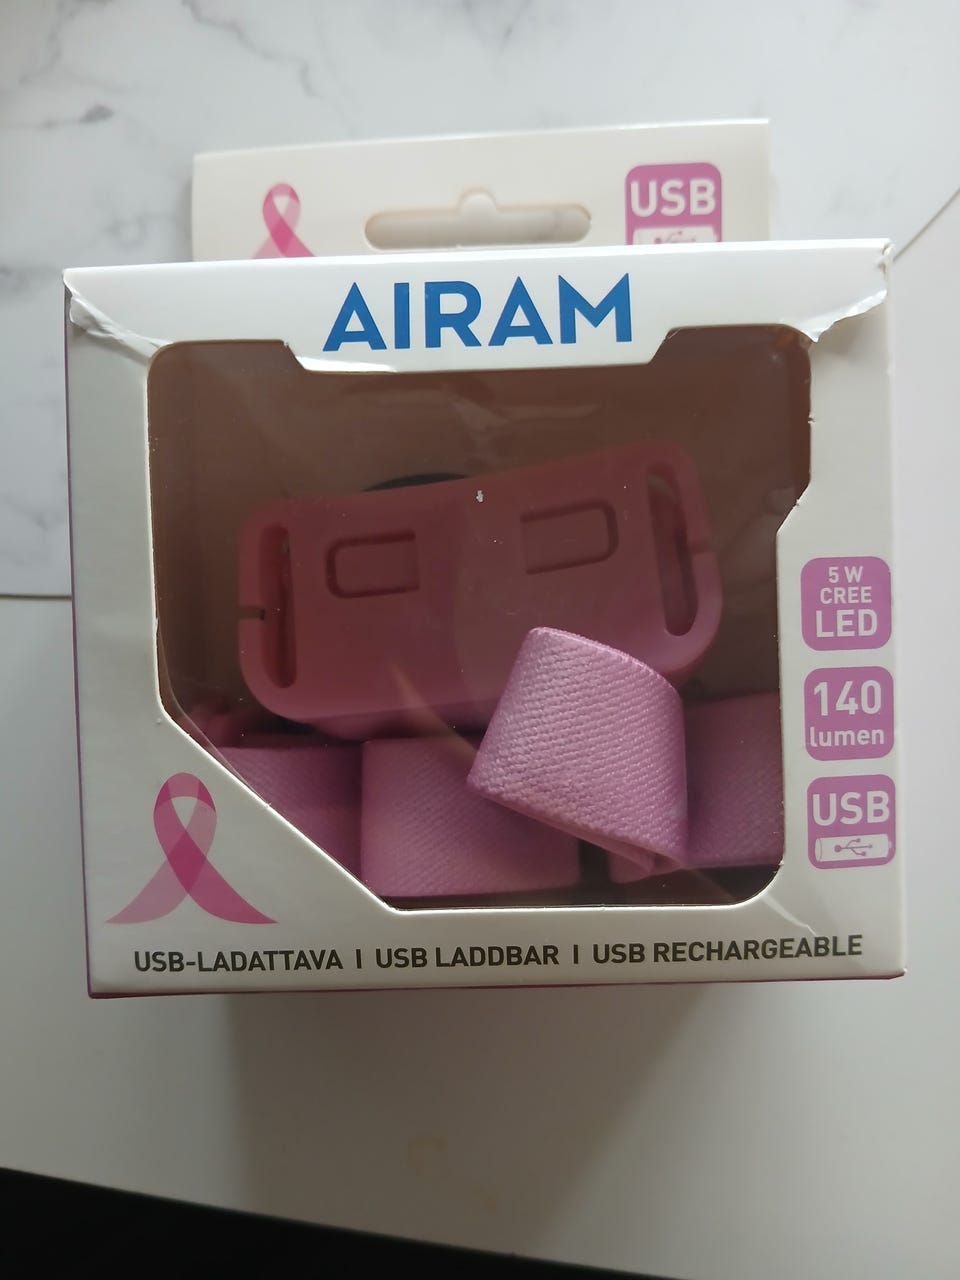 USB
AIRAM
5 W
CREE
LED
140
lumen
USB
USB-LADATTAVA | USB LADDBAR | USB RECHARGEABLE